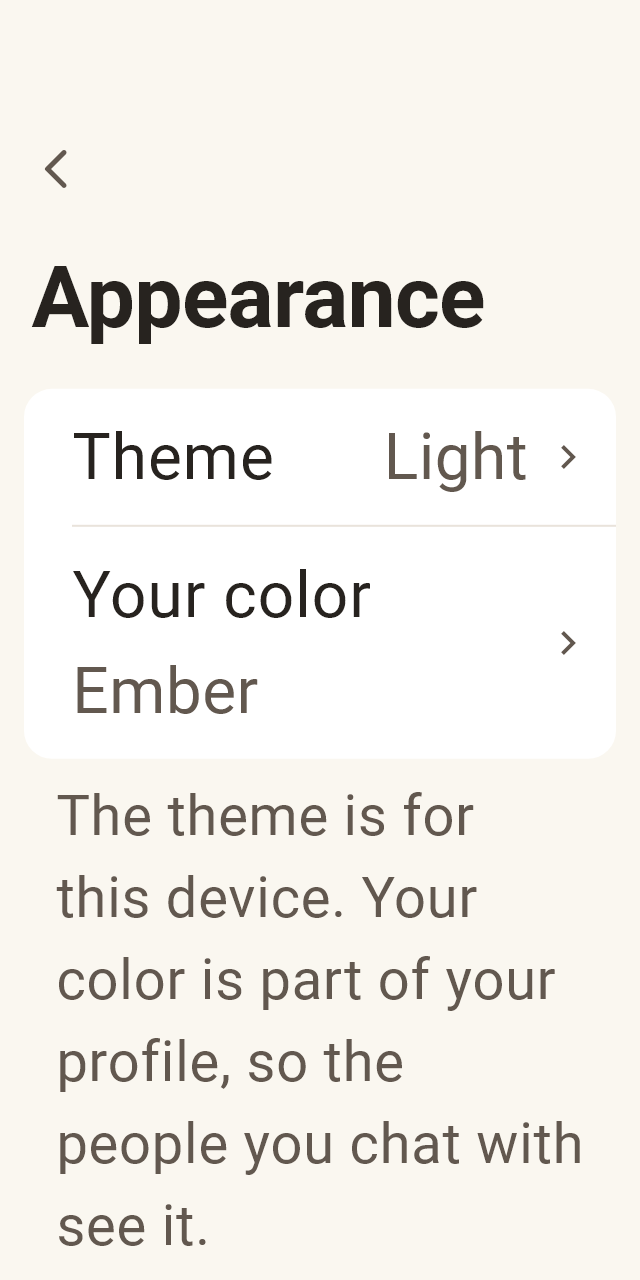 Appearance
Theme Light
Your color
Ember
The theme is for
this device. Your
color is part of your
profile, so the
people you chat with
see it.